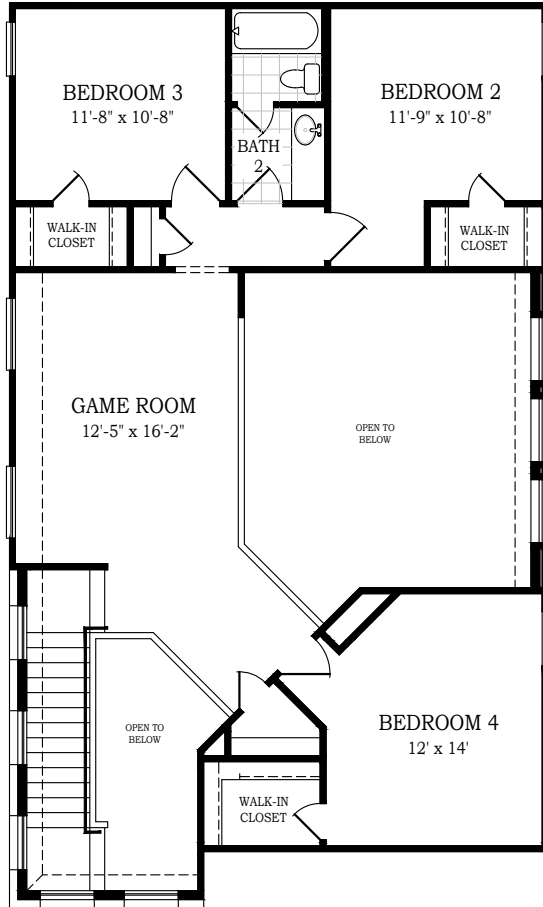 BEDROOM 3
11'-8" x 10'-8"
BEDROOM 2
11'-9" x 10'-8"
BATH
2
WALK-IN
CLOSET
WALK-IN
CLOSET
GAME ROOM
12'-5" x 16'-2"
OPEN TO
BELOW
OPEN TO
BELOW
BEDROOM 4
12' x 14'
WALK-IN
CLOSET